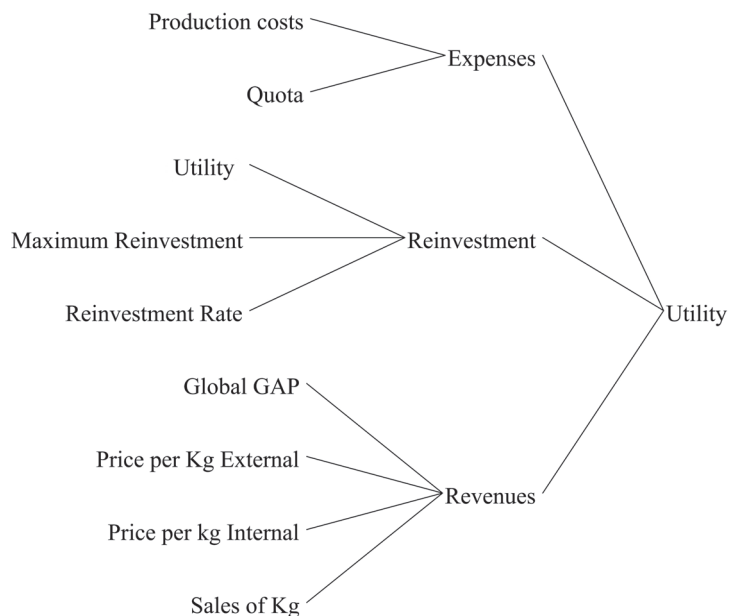 Production costs
Expenses
Quota
Utility
Maximum Reinvestment
Reinvestment
Reinvestment Rate
Utility
Global GAP
Price per Kg External
Revenues
Price per kg Internal
Sales of Kg